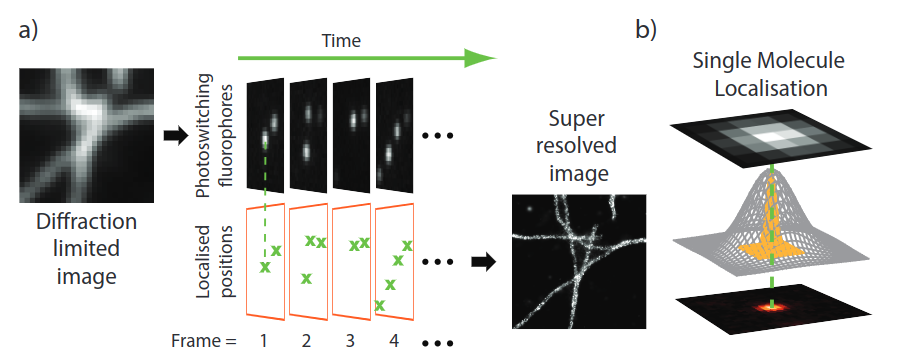 a)
Time
Diffraction
limited
image
Photoswitching
fluorophores
Localised
positions
Frame = 1 2 3 4
Super
resolved
image
b)
Single Molecule
Localisation